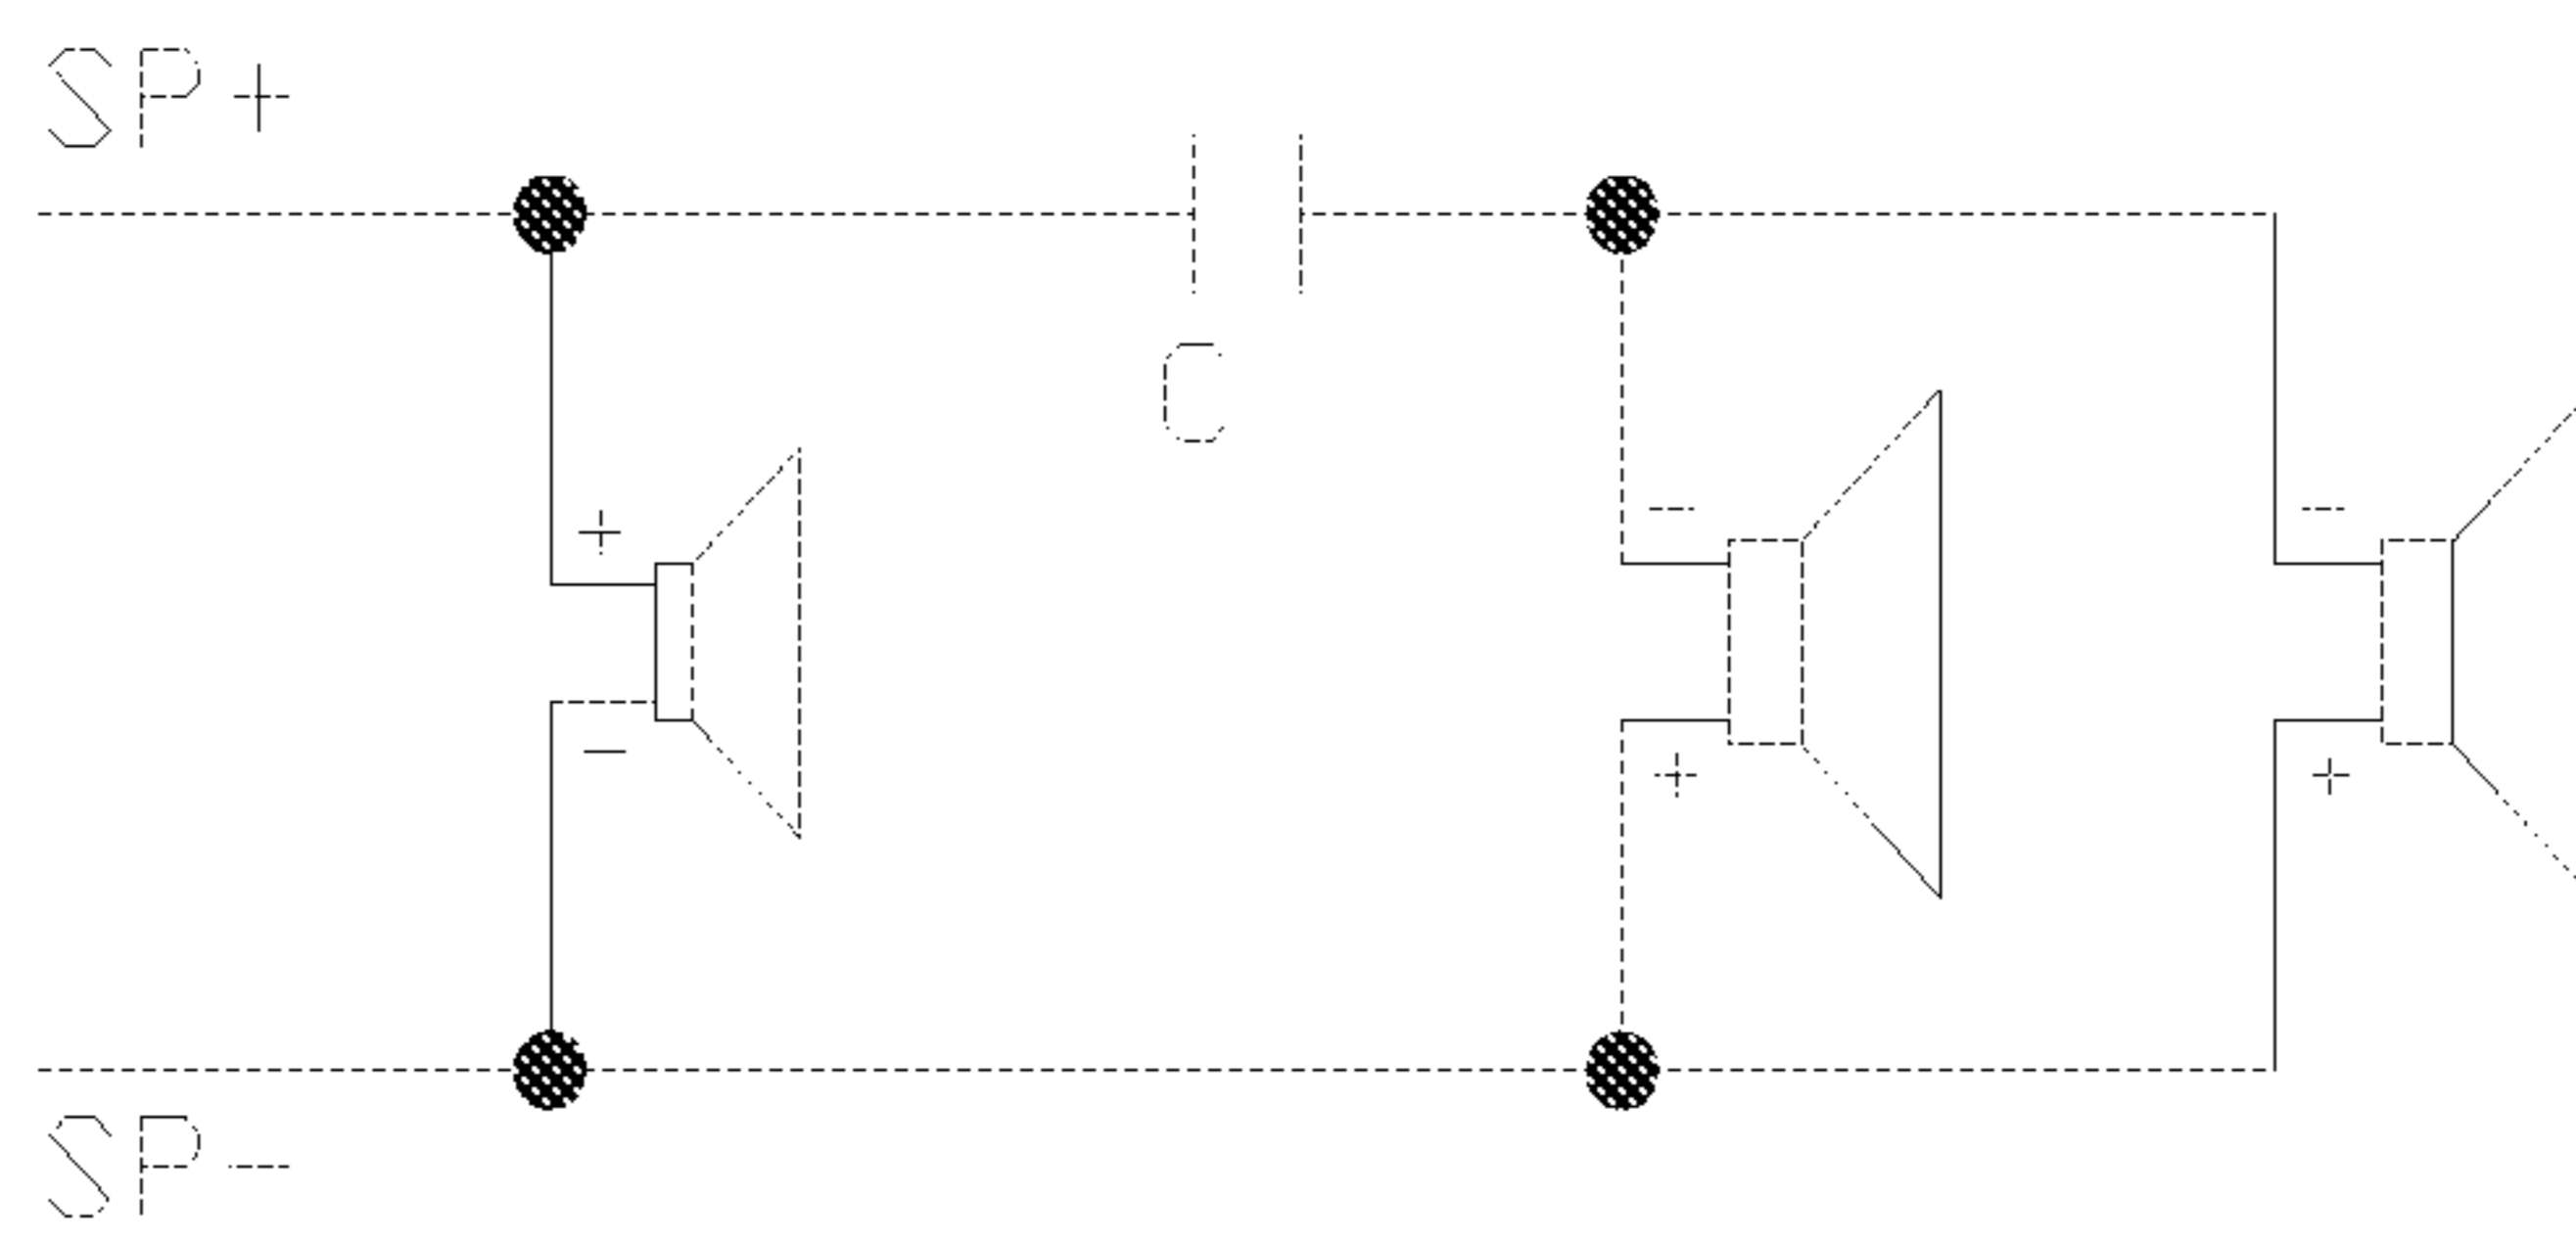 SP+
C
+
-
-
+
-
+
SP-